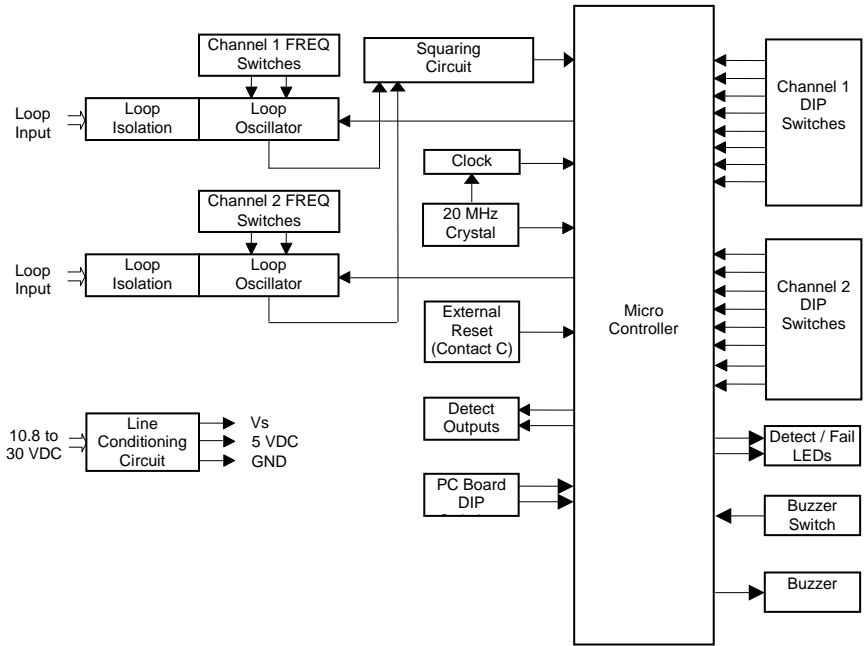 Channel 1 FREQ
Switches
Squaring
Circuit
Loop
Input
Loop
Isolation
Loop
Oscillator
Channel 1
DIP
Switches
Clock
20 MHz
Crystal
Channel 2 FREQ
Switches
Loop
Input
Loop
Isolation
Loop
Oscillator
External
Reset
(Contact C)
Micro
Controller
Channel 2
DIP
Switches
10.8 to
30 VDC
Line
Conditioning
Circuit
Vs
5 VDC
GND
Detect
Outputs
PC Board
DIP
Detect / Fail
LEDs
Buzzer
Switch
Buzzer